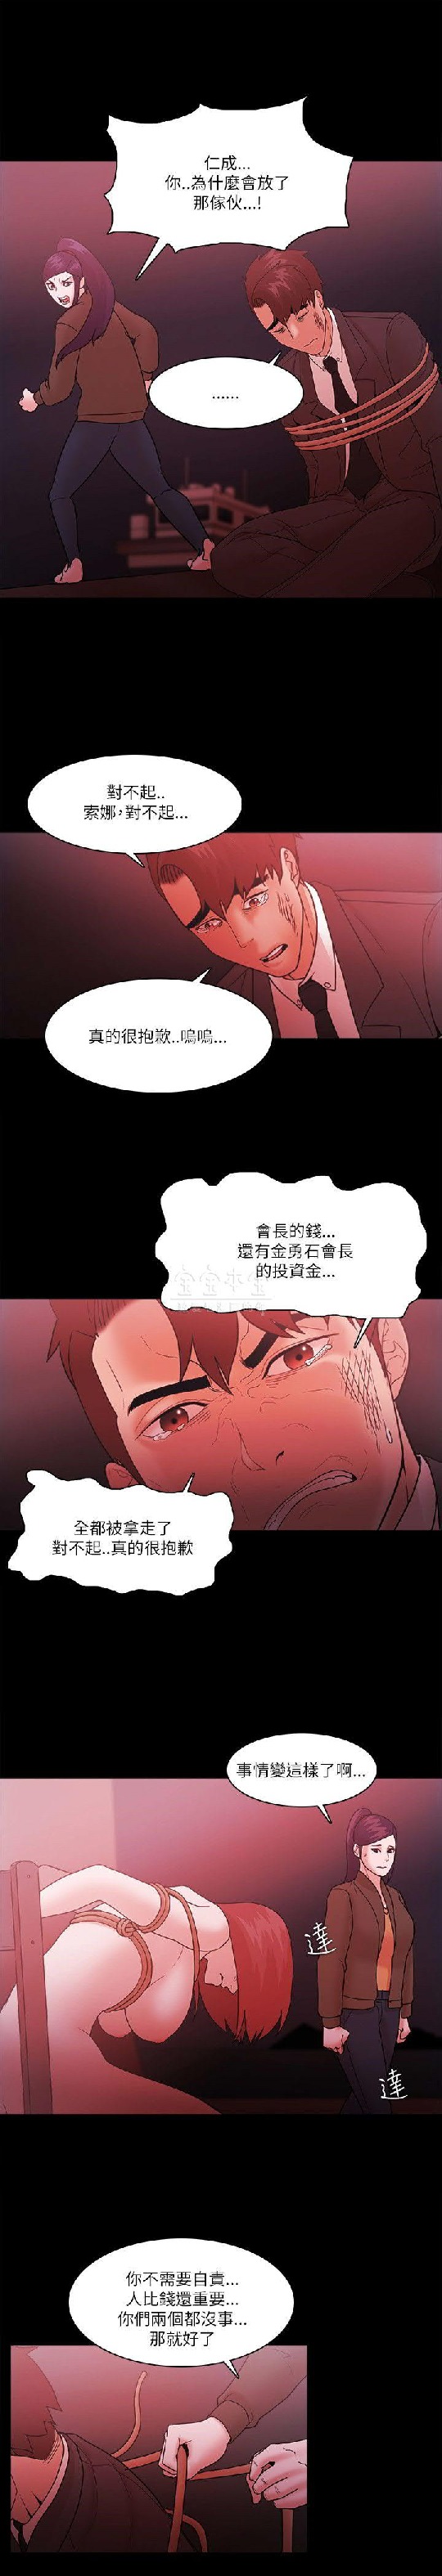 仁成...
你..為什麼會放了
那傢伙...!
......
對不起..
索娜,對不起...
真的很抱歉..嗚嗚...
會長的錢...
還有金勇石會長
的投資金...
全都被拿走了
對不起..真的很抱歉
事情變這樣了啊...
達
達
你不需要自責...
人比錢還重要...
你們兩個都沒事...
那就好了